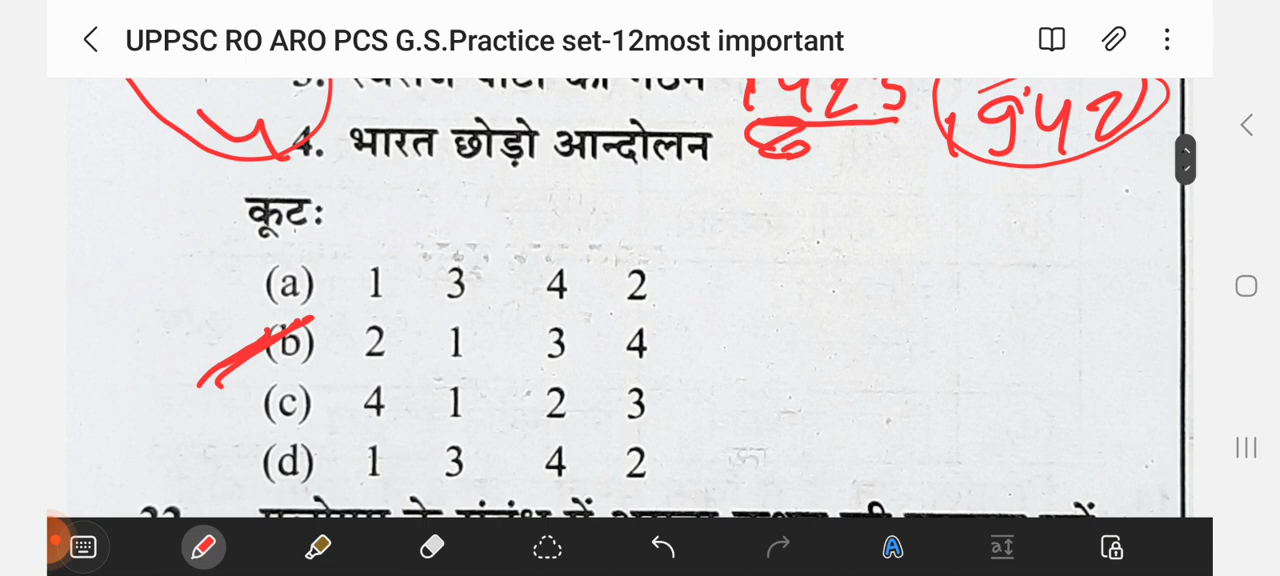 UPPSC RO ARO PCS G.S.Practice set-12most important
1923 1942
4. भारत छोड़ो आन्दोलन
कूटः
(a) 1 3 4 2
(b) 2 1 3 4
(c) 4 1 2 3
(d) 1 3 4 2